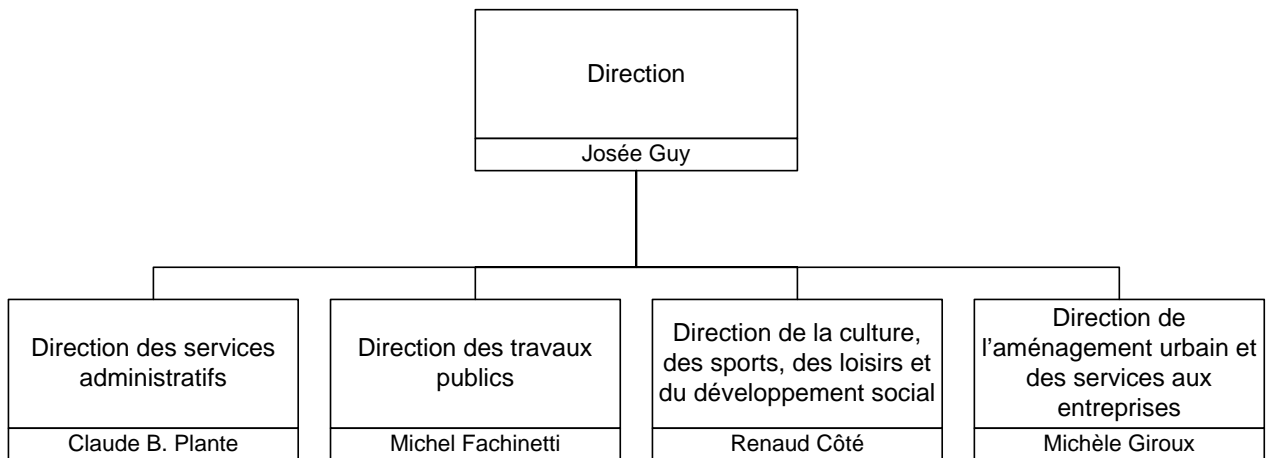 Direction
Josée Guy
Direction des services
administratifs
Claude B. Plante
Direction des travaux
publics
Michel Fachinetti
Direction de la culture,
des sports, des loisirs et
du développement social
Renaud Côté
Direction de
l’aménagement urbain et
des services aux
entreprises
Michèle Giroux